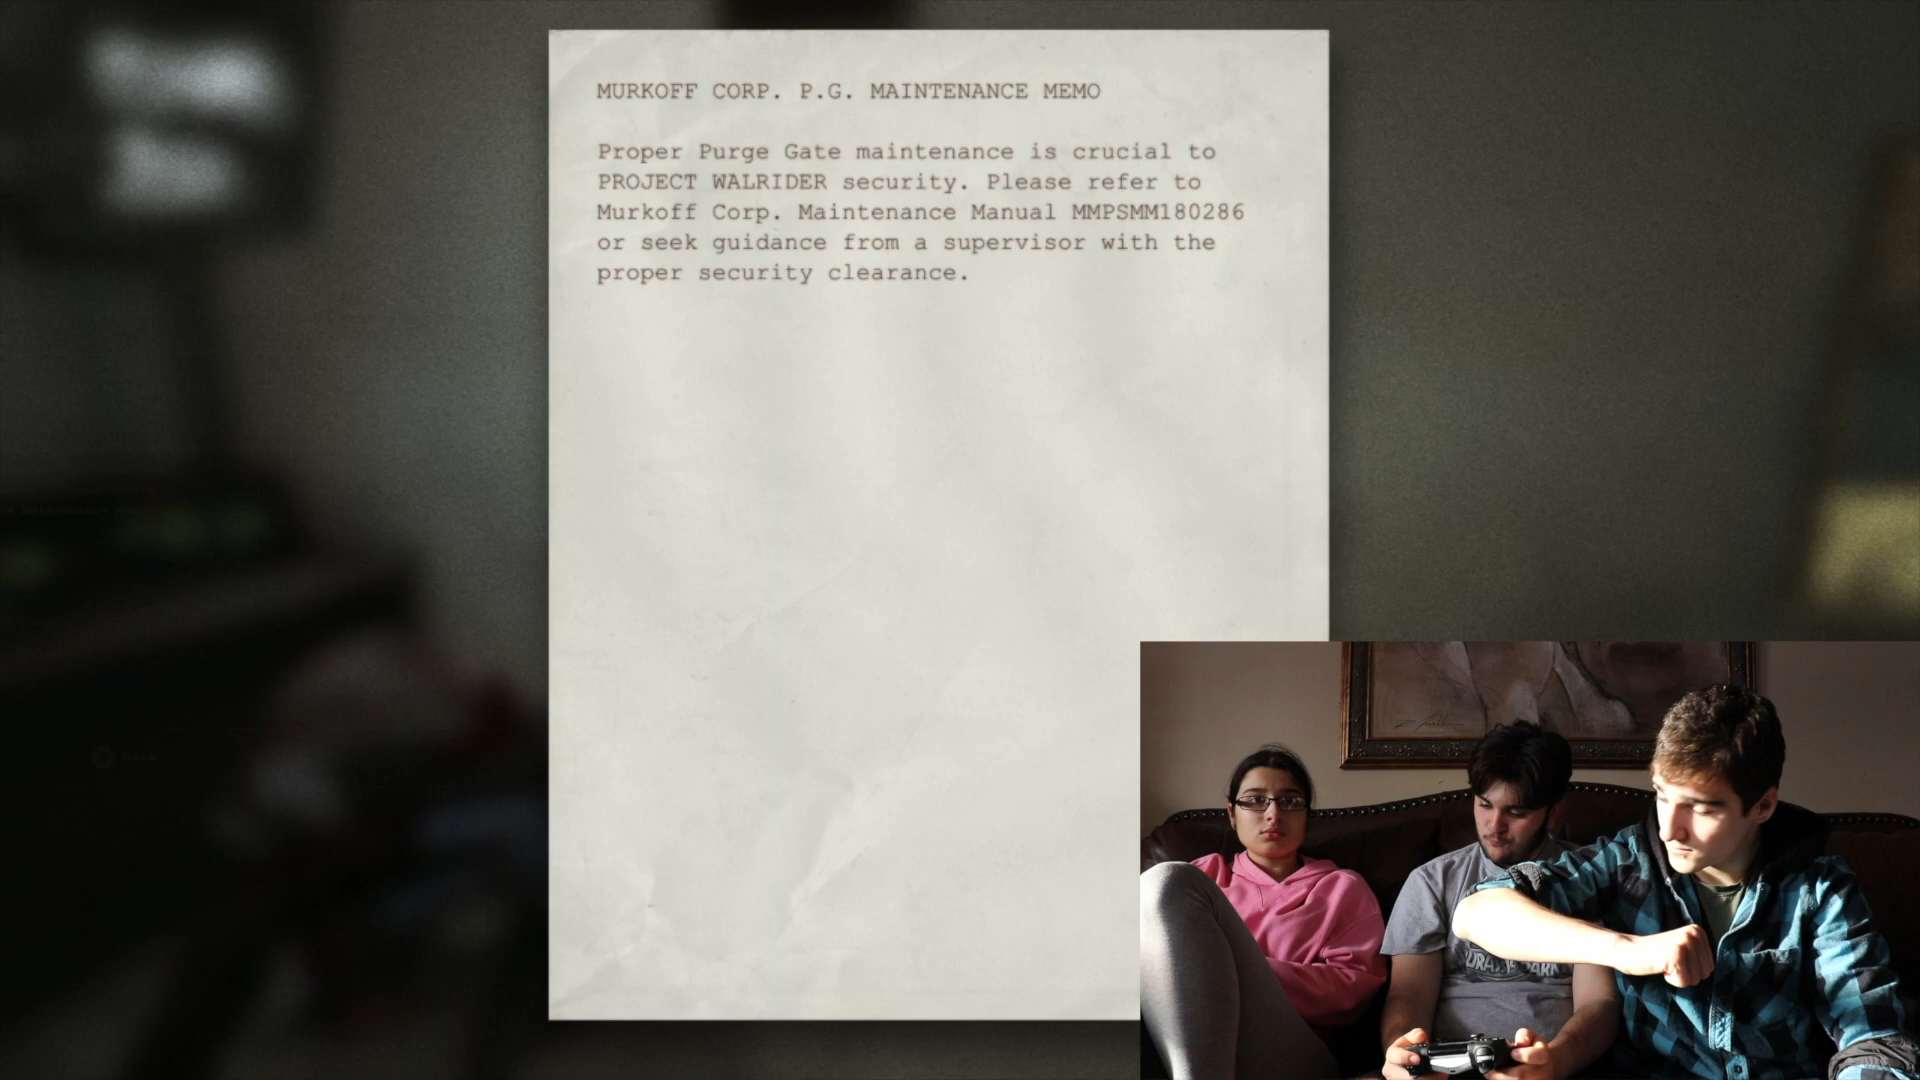 MURKOFF CORP. P.G. MAINTENANCE MEMO
Proper Purge Gate maintenance is crucial to
PROJECT WALRIDER security. Please refer to
Murkoff Corp. Maintenance Manual MMPSMM180286
or seek guidance from a supervisor with the
proper security clearance.